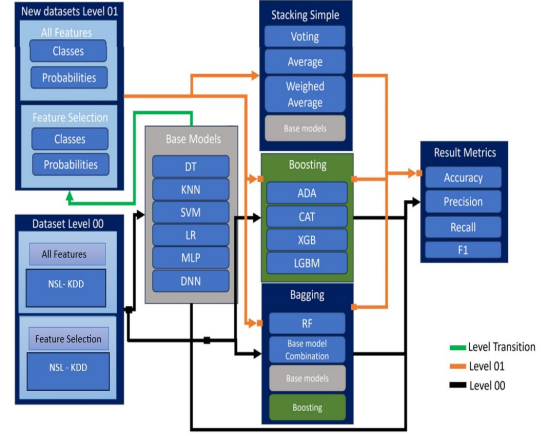 New datasets Level 01
All Features
Classes
Probabilities
Feature Selection
Classes
Probabilities
Dataset Level 00
All Features
NSL- KDD
Feature Selection
NSL - KDD
Base Models
DT
KNN
SVM
LR
MLP
DNN
Stacking Simple
Voting
Average
Weighed
Average
Base models
Boosting
ADA
CAT
XGB
LGBM
Bagging
RF
Base model
Combination
Base models
Boosting
Result Metrics
Accuracy
Precision
Recall
F1
Level Transition
Level 01
Level 00